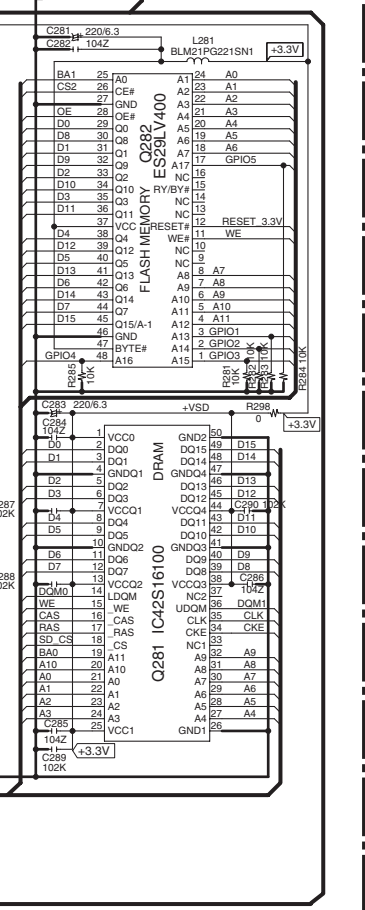 C281 220/6.3
C282 104Z
L281
BLM21PG221SN1
+3.3V
BA1 25 A0 A1 24 A0
CS2 26 CE# A2 23 A1
27 GND A3 22 A2
OE 28 OE# A4 21 A3
D0 29 Q0 A5 20 A4
D8 30 Q8 A6 19 A5
D1 31 Q1 A7 18 A6
D9 32 Q9 A17 17 GPIO5
D2 33 Q2 NC 16
D10 34 Q10 RY/BY# 15
D3 35 Q3 NC 14
D11 36 Q11 NC 13
37 VCC RESET# 12 RESET_3.3V
D4 38 Q4 WE# 11 WE
D12 39 Q12 NC 10
D5 40 Q5 NC 9
D13 41 Q13 A8 8 A7
D6 42 Q6 A9 7 A8
D14 43 Q14 A10 6 A9
D7 44 Q7 A11 5 A10
D15 45 Q15/A-1 A12 4 A11
46 GND A13 3 GPIO1
47 BYTE# A14 2 GPIO2
GPIO4 48 A16 A15 1 GPIO3
FLASH MEMORY
Q282
ES29LV400
R285
10K
R281
10K
R282 10K
R283 10K
R284 10K
C283 220/6.3
+VSD
R298
0
+3.3V
C284
104Z
1 VCC0 GND2 50
D0 2 DQ0 DQ15 49 D15
D1 3 DQ1 DQ14 48 D14
4 GNDQ1 GNDQ4 47
D2 5 DQ2 DQ13 46 D13
D3 6 DQ3 DQ12 45 D12
7 VCCQ1 VCCQ4 44 C290 102K
D4 8 DQ4 DQ11 43 D11
D5 9 DQ5 DQ10 42 D10
10 GNDQ2 GNDQ3 41
D6 11 DQ6 DQ9 40 D9
D7 12 DQ7 DQ8 39 D8
13 VCCQ2 VCCQ3 38 C286
104Z
DQM0 14 LDQM NC2 37
WE 15 _WE UDQM 36 DQM1
CAS 16 _CAS CLK 35 CLK
RAS 17 _RAS CKE 34 CKE
SD_CS 18 _CS NC1 33
BA0 19 A11 A9 32 A9
A10 20 A10 A8 31 A8
A0 21 A0 A7 30 A7
A1 22 A1 A6 29 A6
A2 23 A2 A5 28 A5
A3 24 A3 A4 27 A4
25 VCC1 GND1 26
DRAM
Q281 IC42S16100
287
02K
288
02K
C285
104Z
C289
102K
+3.3V